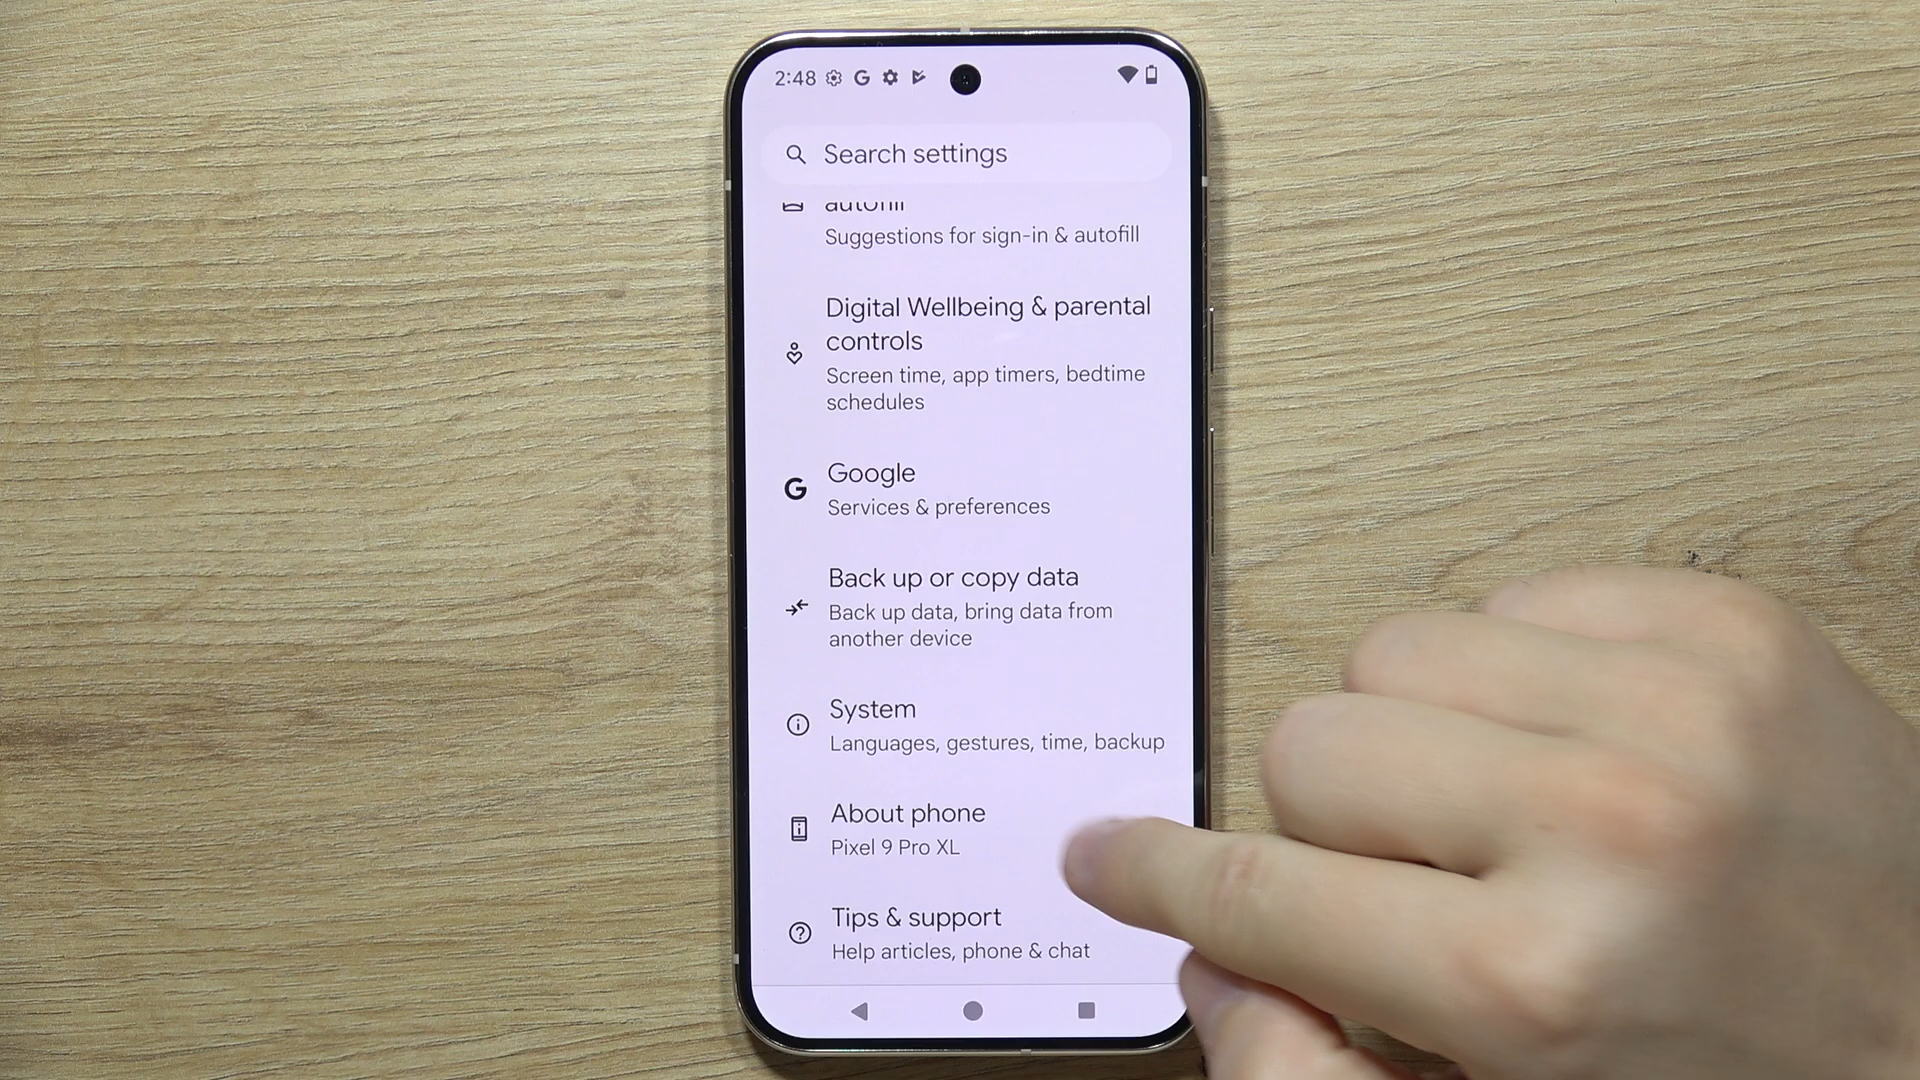 2:48
Search settings
autofill
Suggestions for sign-in & autofill
Digital Wellbeing & parental
controls
Screen time, app timers, bedtime
schedules
Google
Services & preferences
Back up or copy data
Back up data, bring data from
another device
System
Languages, gestures, time, backup
About phone
Pixel 9 Pro XL
Tips & support
Help articles, phone & chat